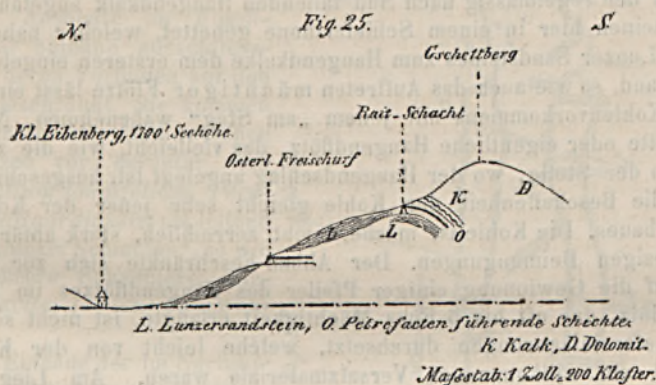 N. Fig. 25. S.
Gschettberg
Rait-Schacht
Kl. Eibenberg, 1700' Seehöhe.
Osterl. Freischurf
D
K
L
L O
L
L. Lunzersandstein, O. Petrefacten führende Schichte.
K Kalk, D. Dolomit.
Maßstab: 1 Zoll = 200 Klafter.